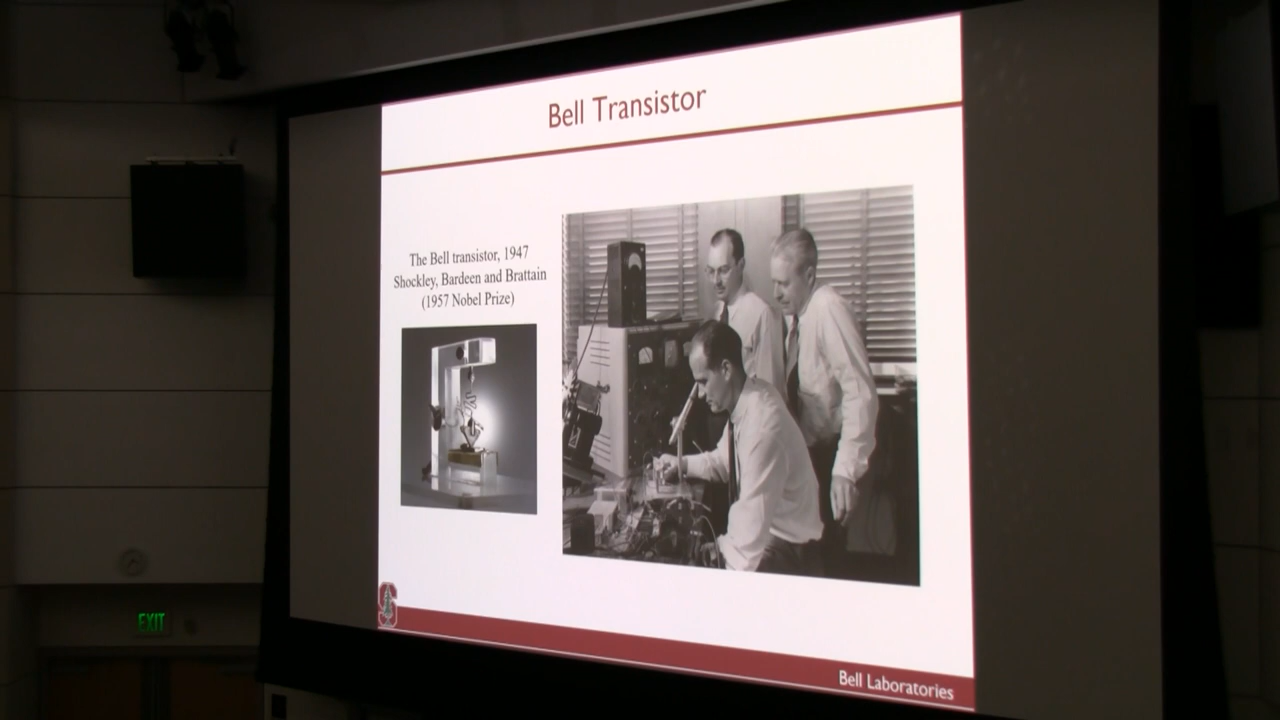 Bell Transistor
The Bell transistor, 1947
Shockley, Bardeen and Brattain
(1957 Nobel Prize)
Bell Laboratories
EXIT